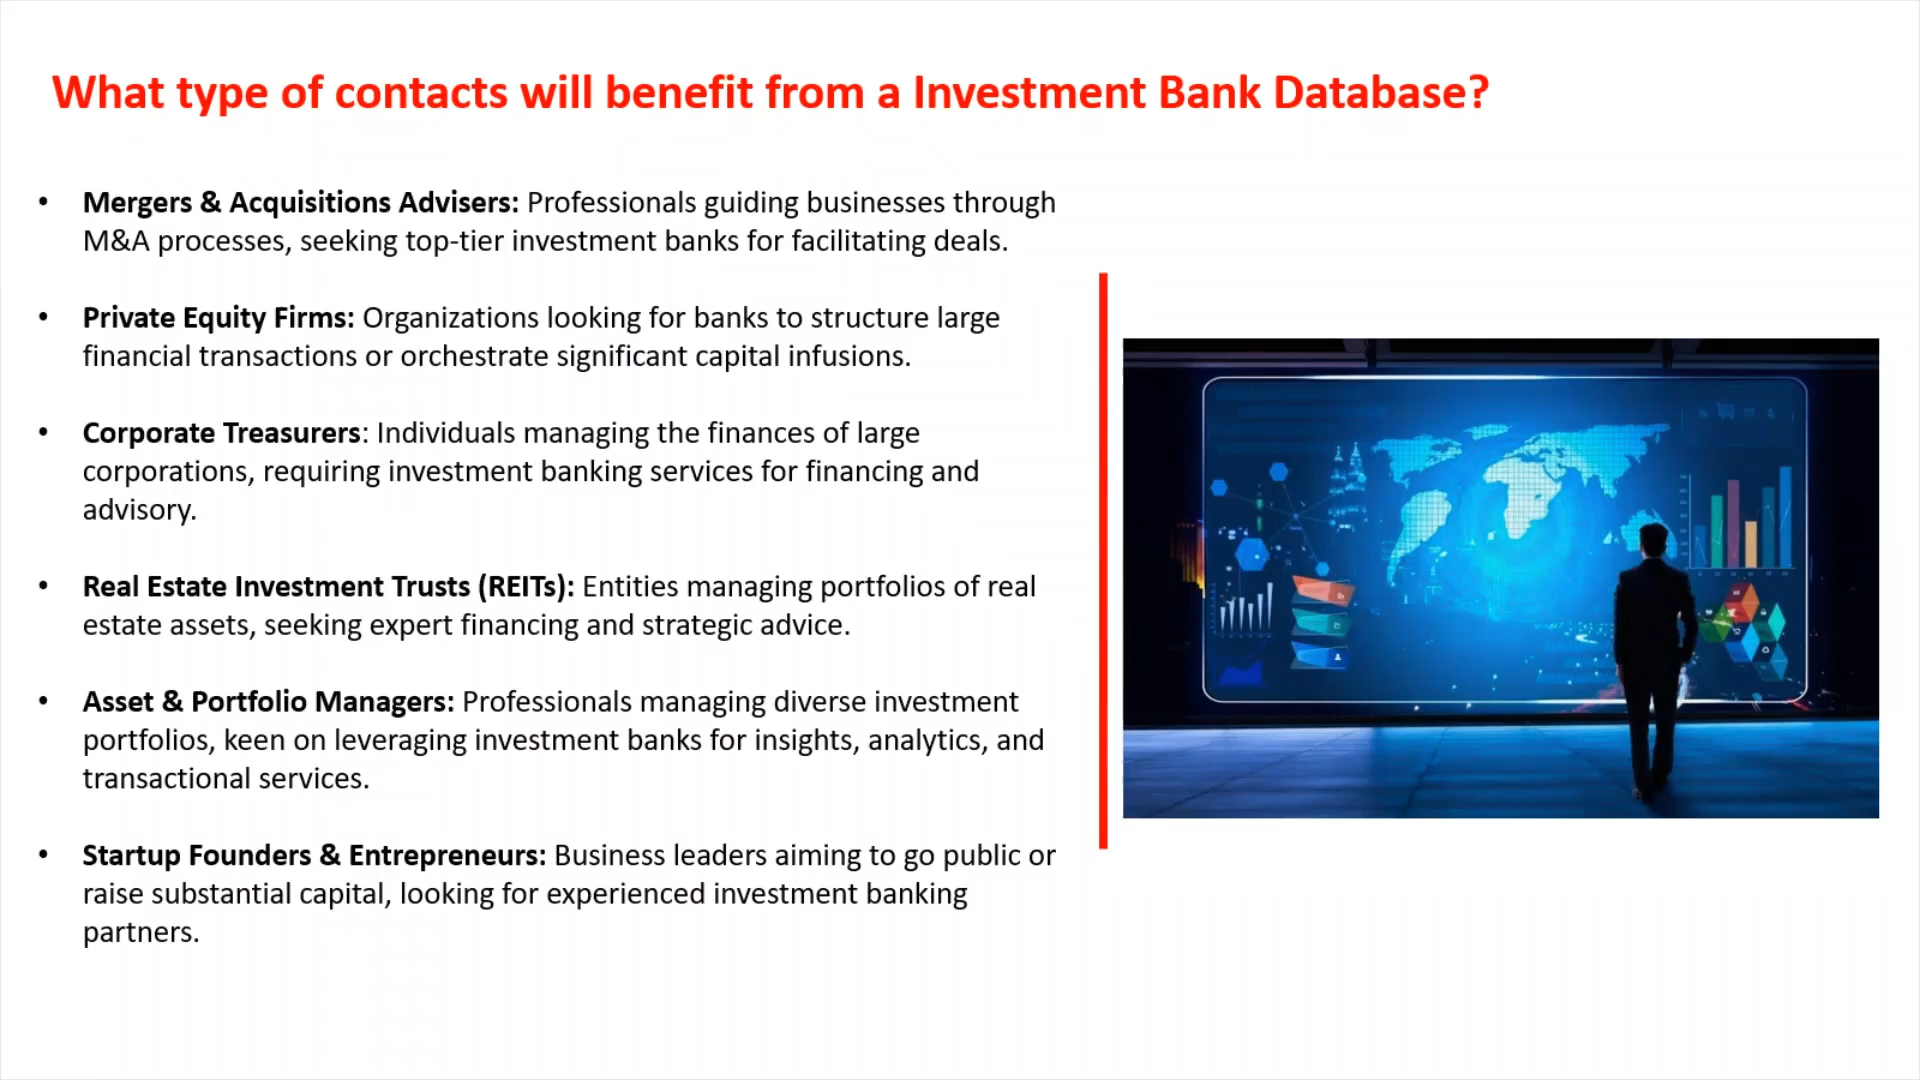 What type of contacts will benefit from a Investment Bank Database?
• Mergers & Acquisitions Advisers: Professionals guiding businesses through
M&A processes, seeking top-tier investment banks for facilitating deals.
• Private Equity Firms: Organizations looking for banks to structure large
financial transactions or orchestrate significant capital infusions.
• Corporate Treasurers: Individuals managing the finances of large
corporations, requiring investment banking services for financing and
advisory.
• Real Estate Investment Trusts (REITs): Entities managing portfolios of real
estate assets, seeking expert financing and strategic advice.
• Asset & Portfolio Managers: Professionals managing diverse investment
portfolios, keen on leveraging investment banks for insights, analytics, and
transactional services.
• Startup Founders & Entrepreneurs: Business leaders aiming to go public or
raise substantial capital, looking for experienced investment banking
partners.